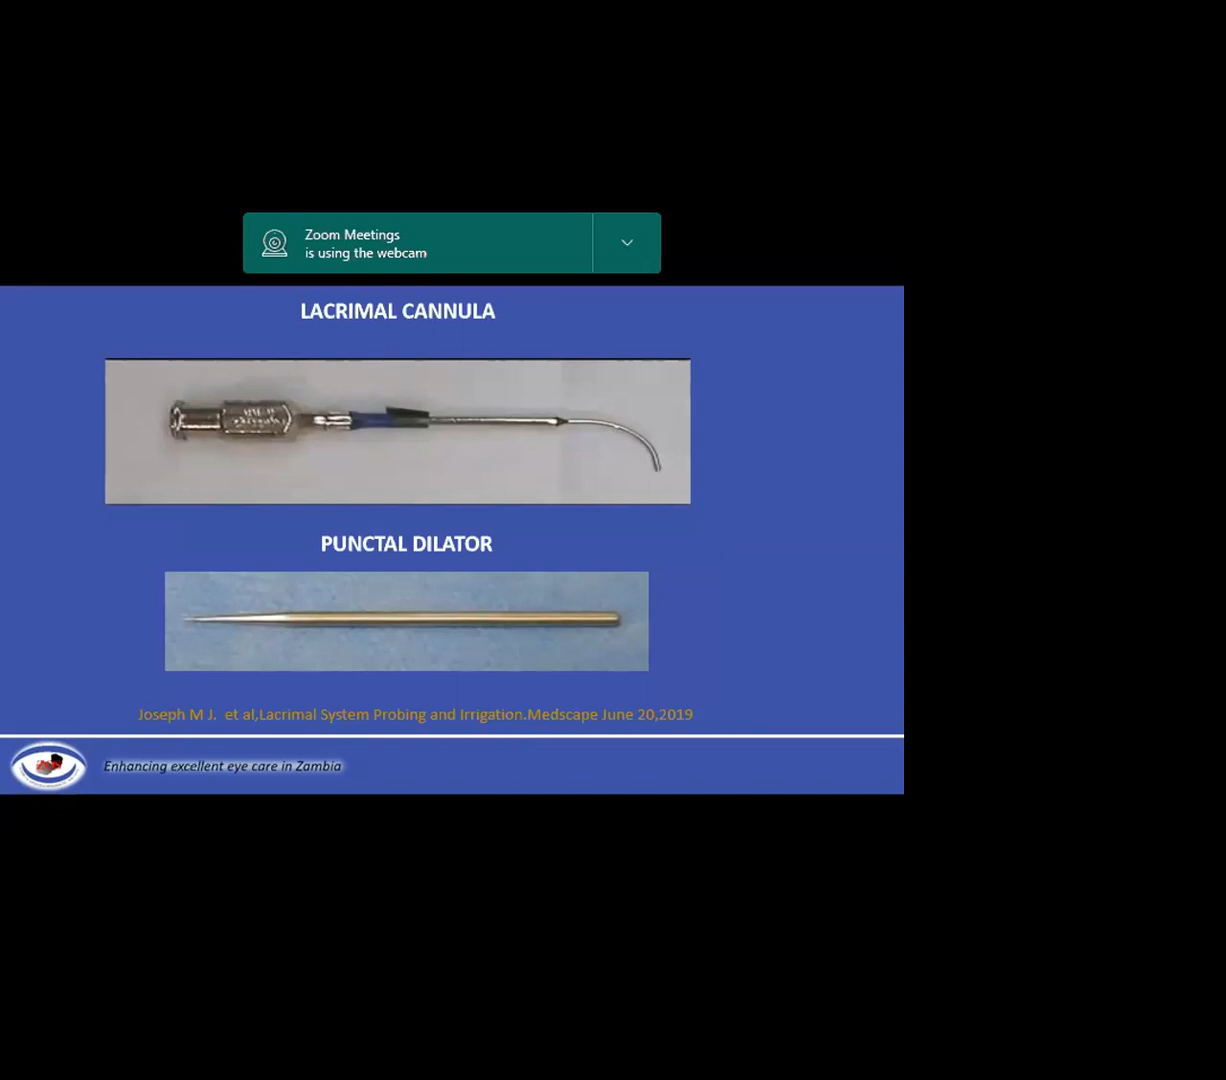 Zoom Meetings
is using the webcam
LACRIMAL CANNULA
PUNCTAL DILATOR
Joseph M J. et al,Lacrimal System Probing and Irrigation.Medscape June 20,2019
Enhancing excellent eye care in Zambia